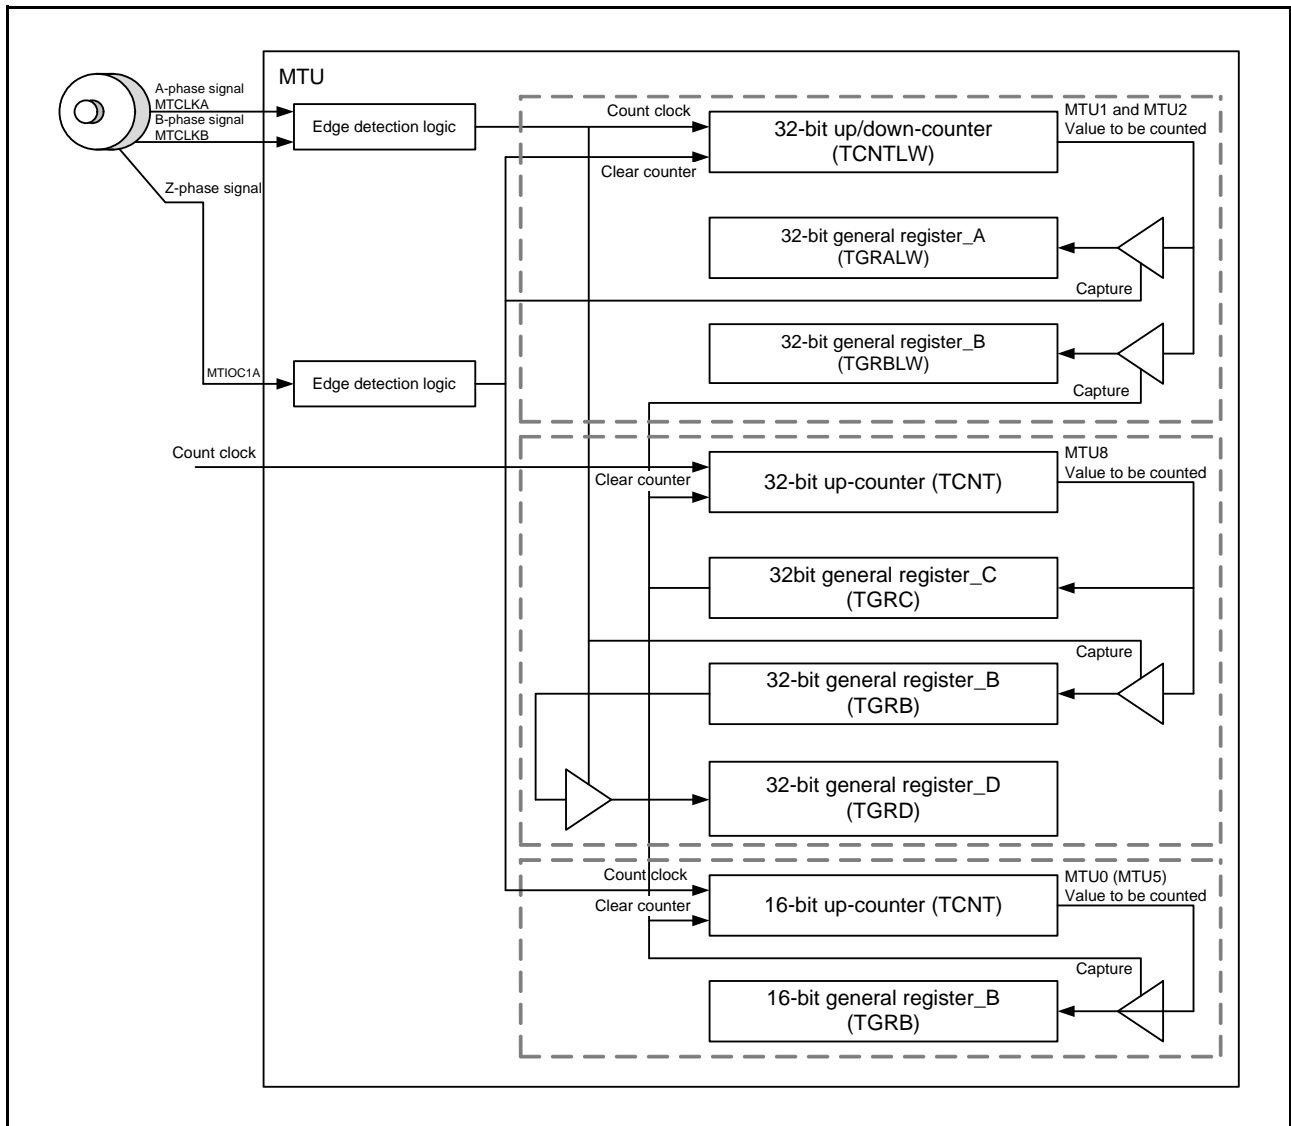 MTU
A-phase signal
MTCLKA
B-phase signal
MTCLKB
Edge detection logic
Z-phase signal
Count clock
Clear counter
32-bit up/down-counter
(TCNTLW)
MTU1 and MTU2
Value to be counted
32-bit general register_A
(TGRALW)
Capture
32-bit general register_B
(TGRBLW)
Capture
MTIOC1A
Edge detection logic
Count clock
Clear counter
32-bit up-counter (TCNT)
MTU8
Value to be counted
32bit general register_C
(TGRC)
Capture
32-bit general register_B
(TGRB)
32-bit general register_D
(TGRD)
Count clock
Clear counter
16-bit up-counter (TCNT)
MTU0 (MTU5)
Value to be counted
Capture
16-bit general register_B
(TGRB)